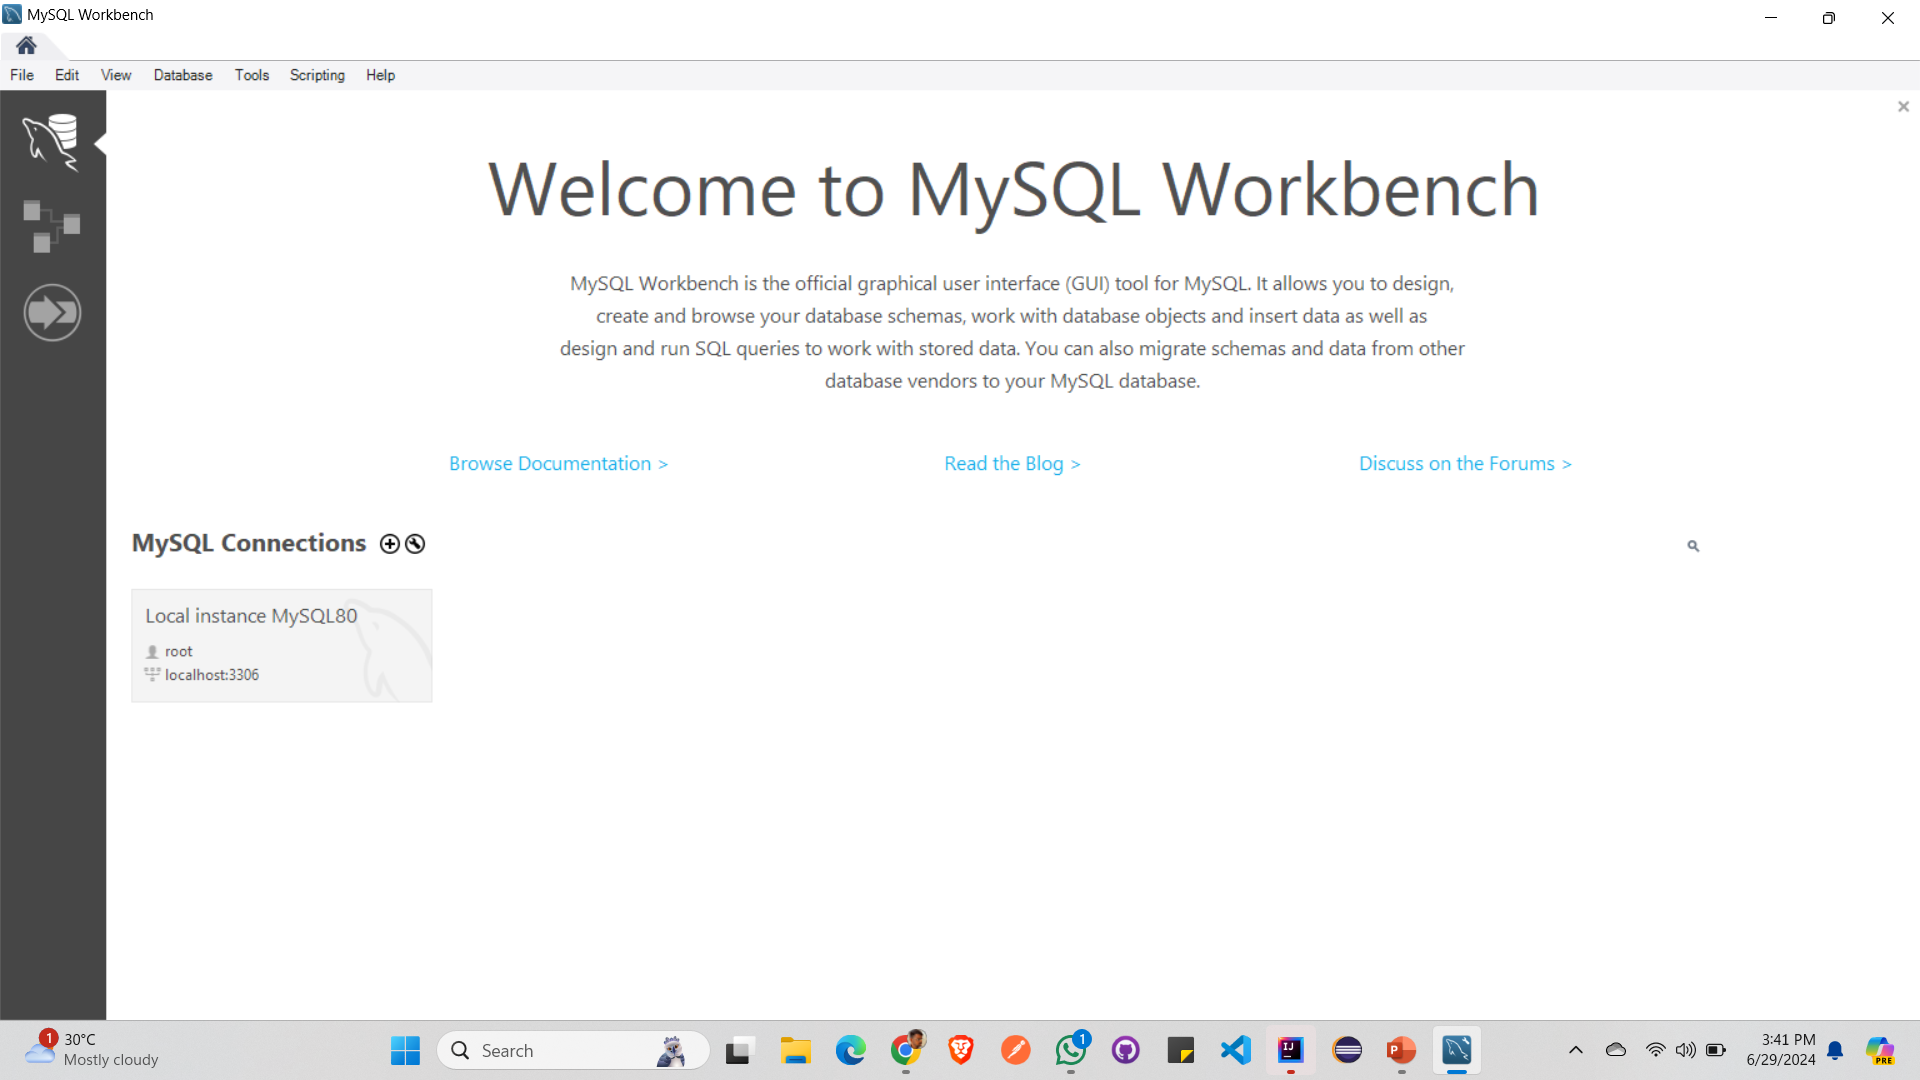 MySQL Workbench
File Edit View Database Tools Scripting Help
Welcome to MySQL Workbench
MySQL Workbench is the official graphical user interface (GUI) tool for MySQL. It allows you to design,
create and browse your database schemas, work with database objects and insert data as well as
design and run SQL queries to work with stored data. You can also migrate schemas and data from other
database vendors to your MySQL database.
Browse Documentation > Read the Blog > Discuss on the Forums >
MySQL Connections
Local instance MySQL80
root
localhost:3306
1
30°C
Mostly cloudy
Search
1
IJ
P
3:41 PM
6/29/2024
PRE